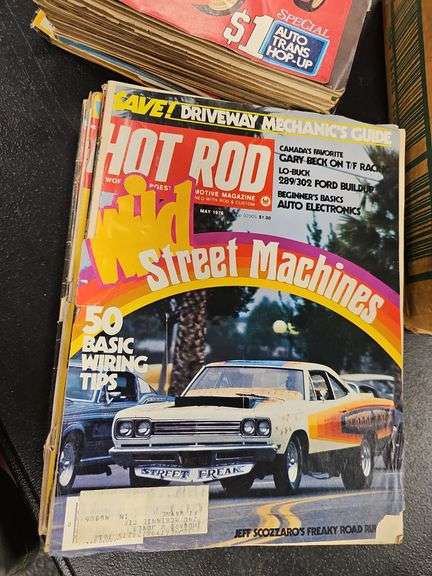 SPECIAL
$1
AUTO
TRANS
HOP-UP
SAVE! DRIVEWAY MECHANIC'S GUIDE
HOT ROD
MOTIVE MAGAZINE
MAY 1976
$1.00
CANADA'S FAVORITE
GARY BECK ON T/F RACING
LO-BUCK
289/302 FORD BUILDUP
BEGINNER'S BASICS
AUTO ELECTRONICS
Wild
Street Machines
50
BASIC
WIRING
TIPS
STREET FREAK
JEFF SCOZZARO'S FREAKY ROAD RUN